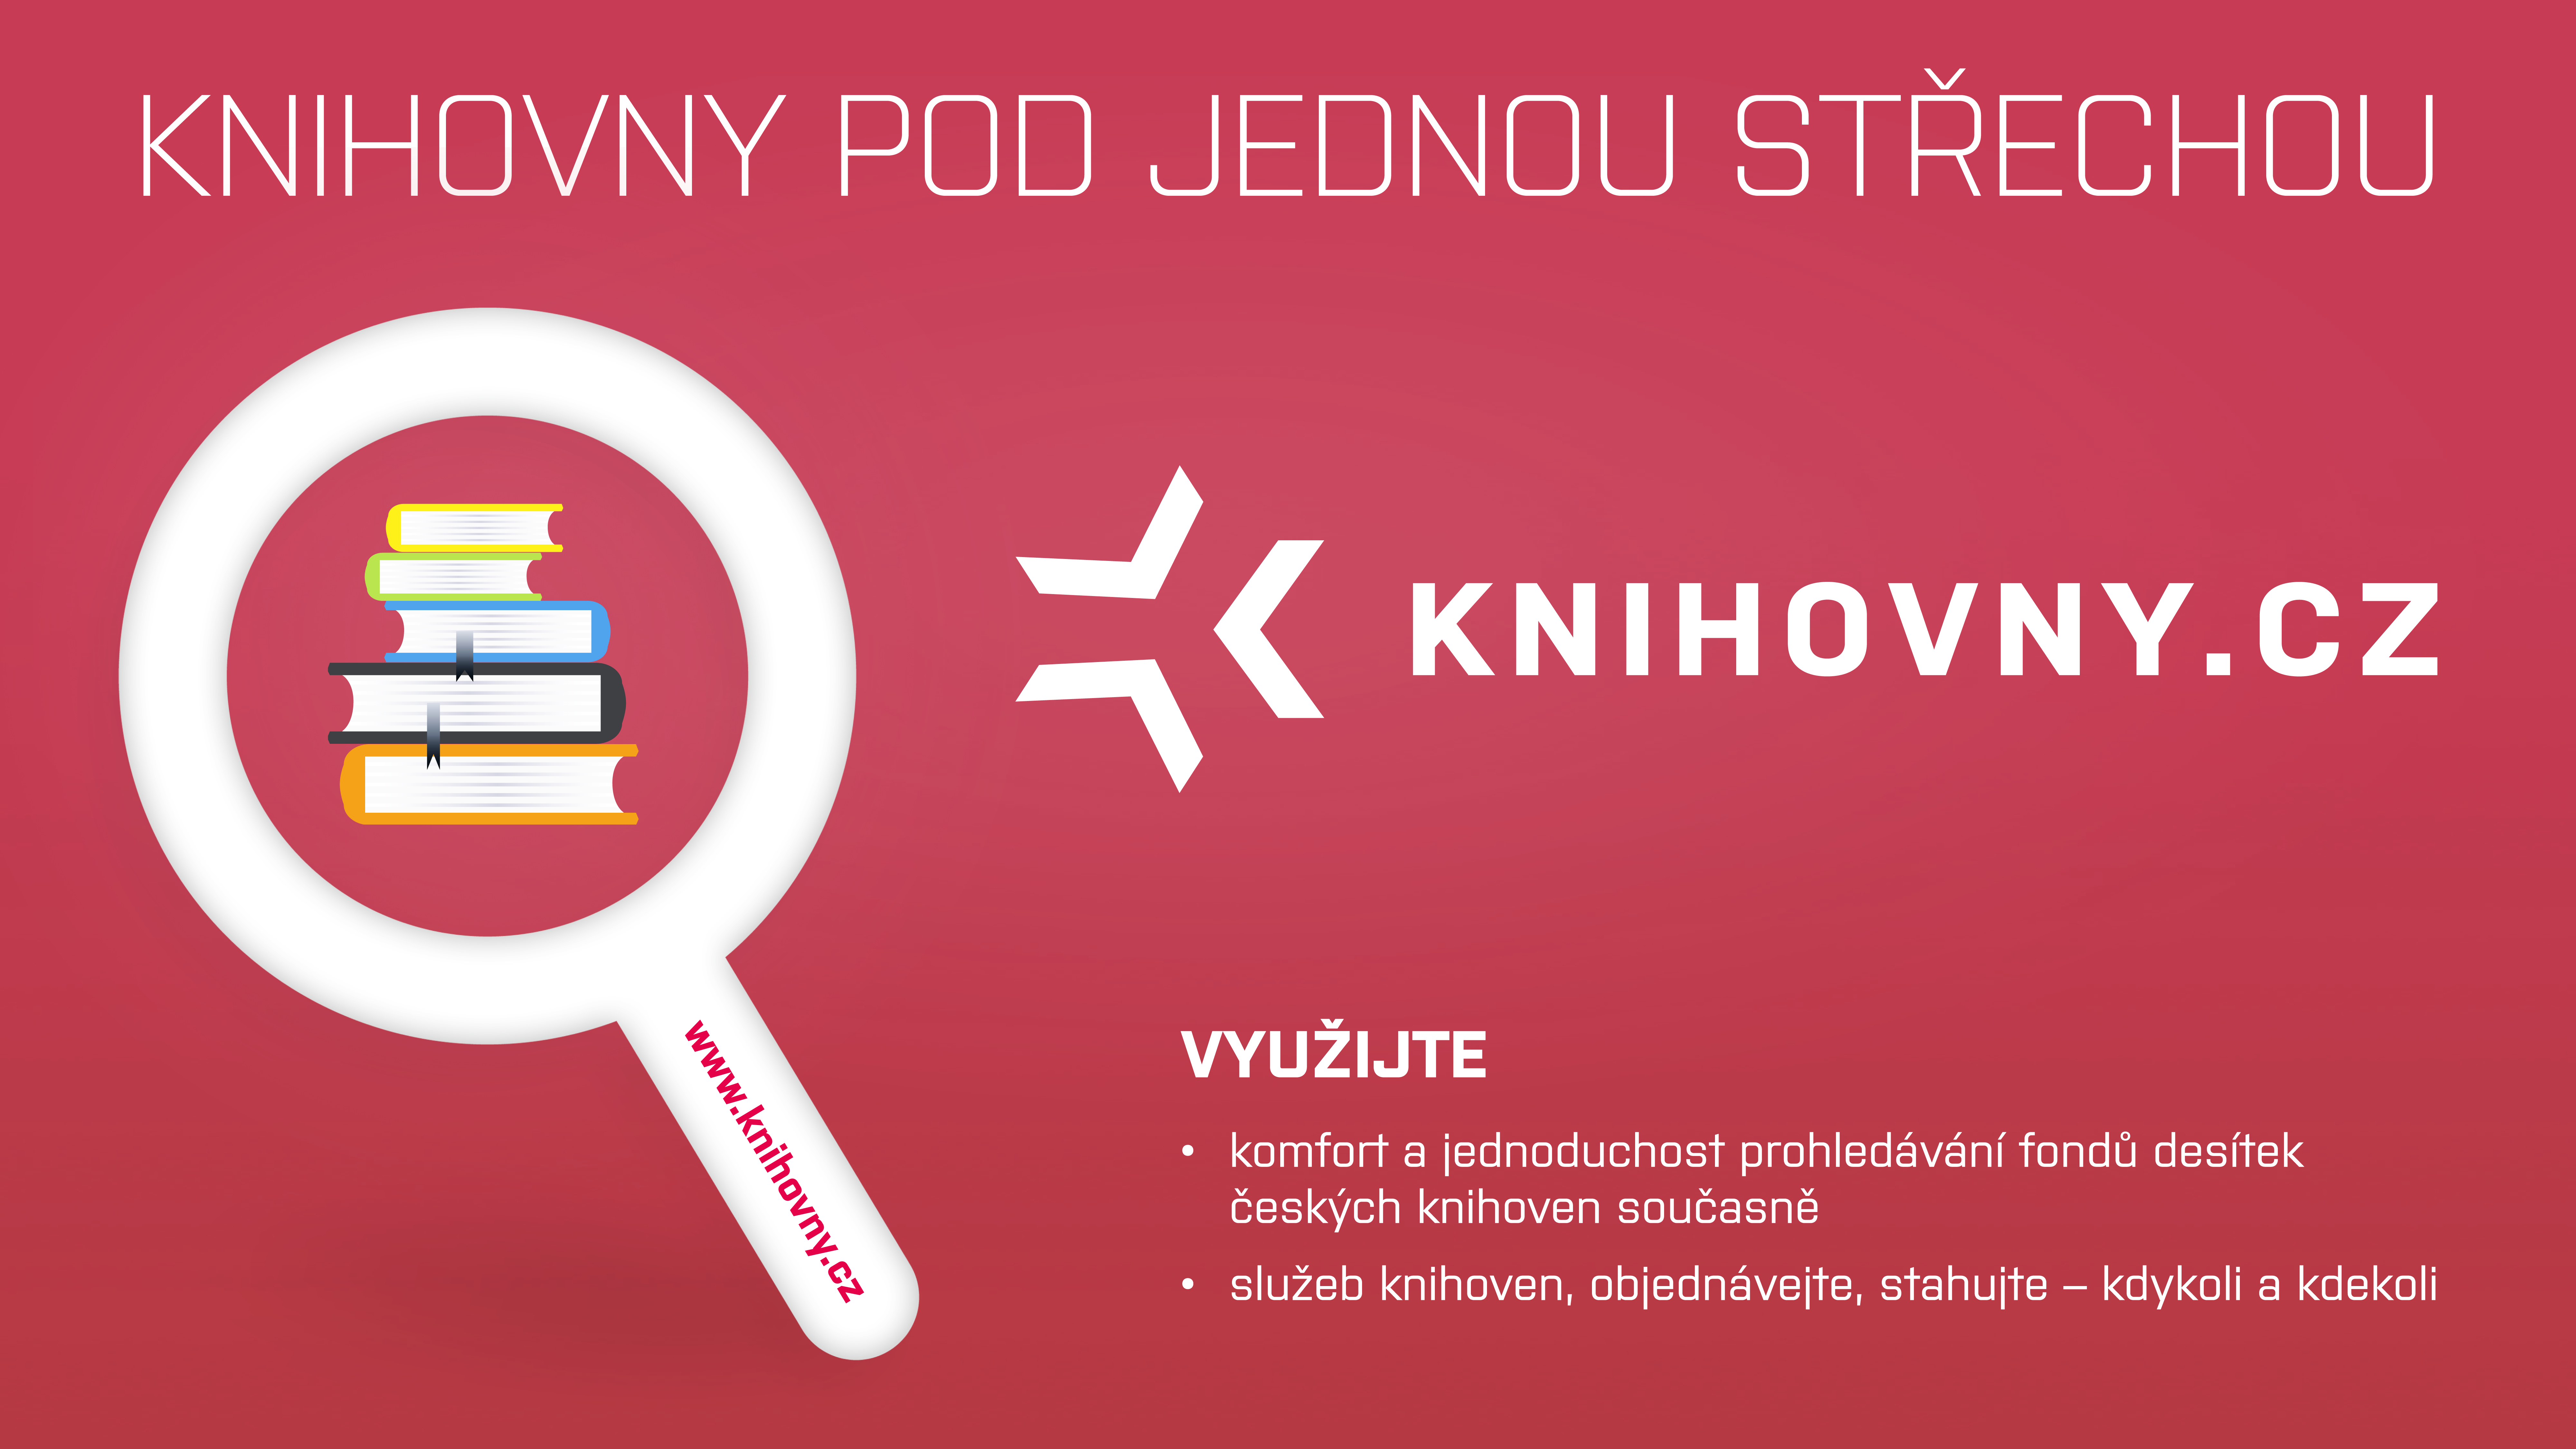 KNIHOVNY POD JEDNOU STŘECHOU
KNIHOVNY.CZ
www.knihovny.cz
VYUŽIJTE
• komfort a jednoduchost prohledávání fondů desítek
českých knihoven současně
• služeb knihoven, objednávejte, stahujte – kdykoli a kdekoli